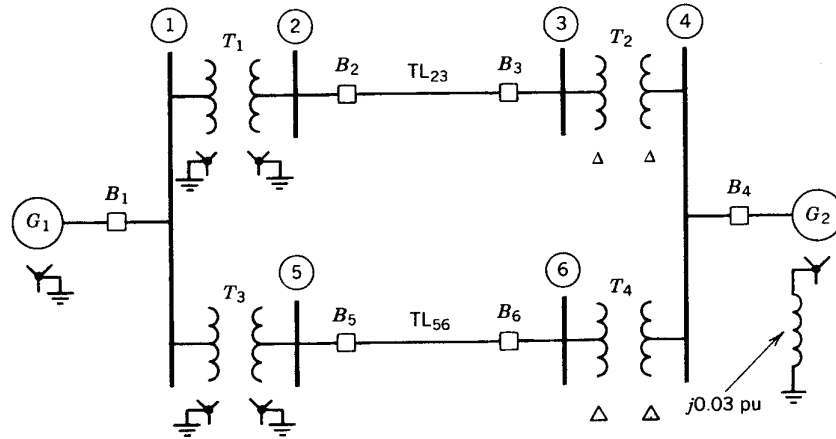 1
2
3
4
T₁
T₂
B₂
TL₂₃
B₃
Δ
Δ
B₁
G₁
B₄
G₂
5
6
T₃
T₄
B₅
TL₅₆
B₆
Δ
Δ
j0.03 pu